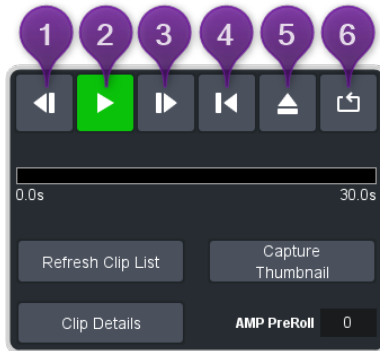 1 2 3 4 5 6
0.0s 30.0s
Refresh Clip List
Capture
Thumbnail
Clip Details
AMP PreRoll 0